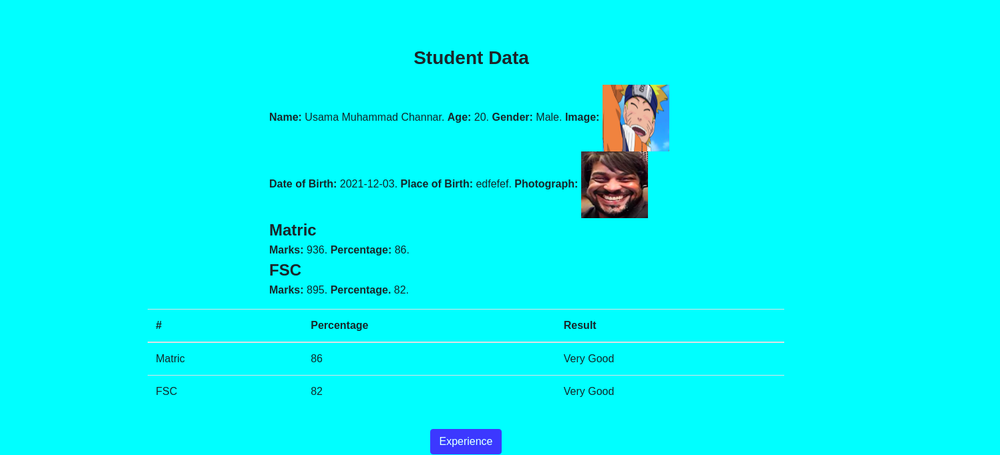 Student Data
Name: Usama Muhammad Channar. Age: 20. Gender: Male. Image:
Date of Birth: 2021-12-03. Place of Birth: edfefef. Photograph:
Matric
Marks: 936. Percentage: 86.
FSC
Marks: 895. Percentage. 82.
# Percentage Result
Matric 86 Very Good
FSC 82 Very Good
Experience